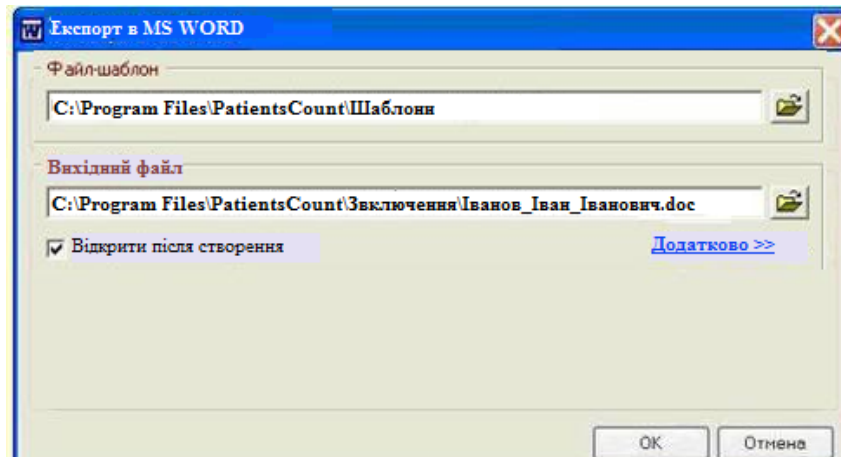 Експорт в MS WORD
Файл-шаблон
C:\Program Files\PatientsCount\Шаблони
Вихідний файл
C:\Program Files\PatientsCount\Звключення\Іванов_Іван_Іванович.doc
Відкрити після створення
Додатково >>
OK
Отмена